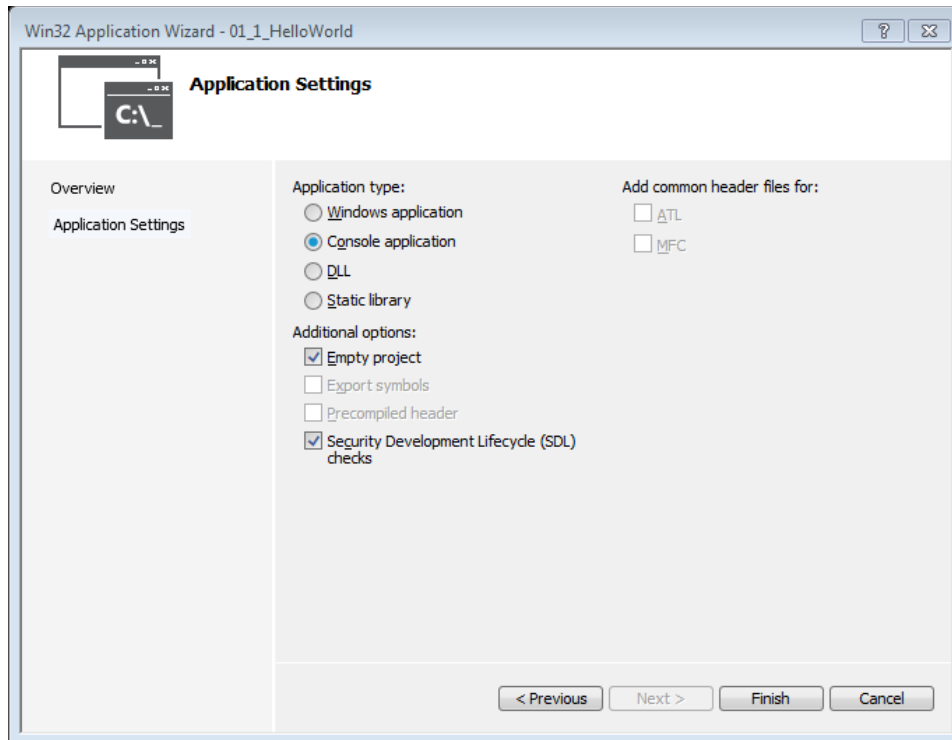 Win32 Application Wizard - 01_1_HelloWorld
C:\_
Application Settings
Overview
Application Settings
Application type:
Windows application
Console application
DLL
Static library
Additional options:
Empty project
Export symbols
Precompiled header
Security Development Lifecycle (SDL)
checks
Add common header files for:
ATL
MFC
< Previous
Next >
Finish
Cancel